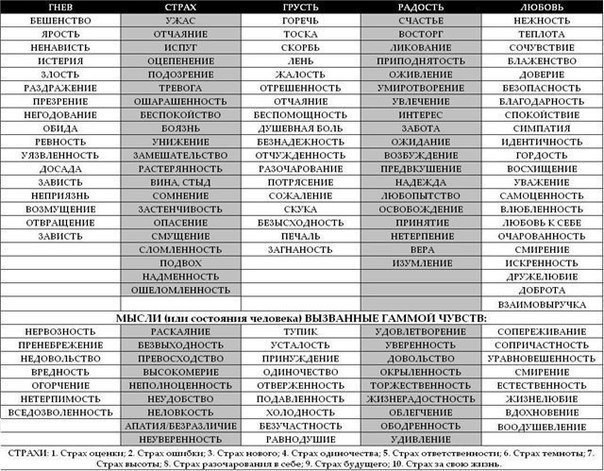 ГНЕВ СТРАХ ГРУСТЬ РАДОСТЬ ЛЮБОВЬ
БЕШЕНСТВО УЖАС ГОРЕЧЬ СЧАСТЬЕ НЕЖНОСТЬ
ЯРОСТЬ ОТЧАЯНИЕ ТОСКА ВОСТОРГ ТЕПЛОТА
НЕНАВИСТЬ ИСПУГ СКОРБЬ ЛИКОВАНИЕ СОЧУВСТВИЕ
ИСТЕРИЯ ОЦЕПЕНЕНИЕ ЛЕНЬ ПРИПОДНЯТОСТЬ БЛАЖЕНСТВО
ЗЛОСТЬ ПОДОЗРЕНИЕ ЖАЛОСТЬ ОЖИВЛЕНИЕ ДОВЕРИЕ
РАЗДРАЖЕНИЕ ТРЕВОГА ОТРЕШЕННОСТЬ УМИРОТВОРЕНИЕ БЕЗОПАСНОСТЬ
ПРЕЗРЕНИЕ ОШАРАШЕННОСТЬ ОТЧАЯНИЕ УВЛЕЧЕНИЕ БЛАГОДАРНОСТЬ
НЕГОДОВАНИЕ БЕСПОКОЙСТВО БЕСПОМОЩНОСТЬ ИНТЕРЕС СПОКОЙСТВИЕ
ОБИДА БОЯЗНЬ ДУШЕВНАЯ БОЛЬ ЗАБОТА СИМПАТИЯ
РЕВНОСТЬ УНИЖЕНИЕ БЕЗНАДЕЖНОСТЬ ОЖИДАНИЕ ИДЕНТИЧНОСТЬ
УЯЗВЛЕННОСТЬ ЗАМЕШАТЕЛЬСТВО ОТЧУЖДЕННОСТЬ ВОЗБУЖДЕНИЕ ГОРДОСТЬ
ДОСАДА РАСТЕРЯННОСТЬ РАЗОЧАРОВАНИЕ ПРЕДВКУШЕНИЕ ВОСХИЩЕНИЕ
ЗАВИСТЬ ВИНА, СТЫД ПОТРЯСЕНИЕ НАДЕЖДА УВАЖЕНИЕ
НЕПРИЯЗНЬ СОМНЕНИЕ СОЖАЛЕНИЕ ЛЮБОПЫТСТВО САМОЦЕННОСТЬ
ВОЗМУЩЕНИЕ ЗАСТЕНЧИВОСТЬ СКУКА ОСВОБОЖДЕНИЕ ВЛЮБЛЕННОСТЬ
ОТВРАЩЕНИЕ ОПАСЕНИЕ БЕЗЫСХОДНОСТЬ ПРИНЯТИЕ ЛЮБОВЬ К СЕБЕ
ЗАВИСТЬ СМУЩЕНИЕ ПЕЧАЛЬ НЕТЕРПЕНИЕ ОЧАРОВАННОСТЬ
СЛОМЛЕННОСТЬ ЗАГНАНОСТЬ ВЕРА СМИРЕНИЕ
ПОДВОХ ИЗУМЛЕНИЕ ИСКРЕННОСТЬ
НАДМЕННОСТЬ ДРУЖЕЛЮБИЕ
ОШЕЛОМЛЕННОСТЬ ДОБРОТА
ВЗАИМОВЫРУЧКА
МЫСЛИ (или состояния человека) ВЫЗВАННЫЕ ГАММОЙ ЧУВСТВ:
НЕРВОЗНОСТЬ РАСКАЯНИЕ ТУПИК УДОВЛЕТВОРЕНИЕ СОПЕРЕЖИВАНИЕ
ПРЕНЕБРЕЖЕНИЕ БЕЗВЫХОДНОСТЬ УСТАЛОСТЬ УВЕРЕННОСТЬ СОПРИЧАСТНОСТЬ
НЕДОВОЛЬСТВО ПРЕВОСХОДСТВО ПРИНУЖДЕНИЕ ДОВОЛЬСТВО УРАВНОВЕШЕННОСТЬ
ВРЕДНОСТЬ ВЫСОКОМЕРИЕ ОДИНОЧЕСТВО ОКРЫЛЕННОСТЬ СМИРЕНИЕ
ОГОРЧЕНИЕ НЕПОЛНОЦЕННОСТЬ ОТВЕРЖЕННОСТЬ ТОРЖЕСТВЕННОСТЬ ЕСТЕСТВЕННОСТЬ
НЕТЕРПИМОСТЬ НЕУДОБСТВО ПОДАВЛЕННОСТЬ ЖИЗНЕРАДОСТНОСТЬ ЖИЗНЕЛЮБИЕ
ВСЕДОЗВОЛЕННОСТЬ НЕЛОВКОСТЬ ХОЛОДНОСТЬ ОБЛЕГЧЕНИЕ ВДОХНОВЕНИЕ
АПАТИЯ/БЕЗРАЗЛИЧИЕ БЕЗУЧАСТНОСТЬ ОБОДРЕННОСТЬ ВООДУШЕВЛЕНИЕ
НЕУВЕРЕННОСТЬ РАВНОДУШИЕ УДИВЛЕНИЕ
СТРАХИ: 1. Страх оценки; 2. Страх ошибки; 3. Страх нового; 4. Страх одиночества; 5. Страх ответственности; 6. Страх темноты; 7.
Страх высоты; 8. Страх разочарования в себе; 9. Страх будущего; 10. Страх за свою жизнь.